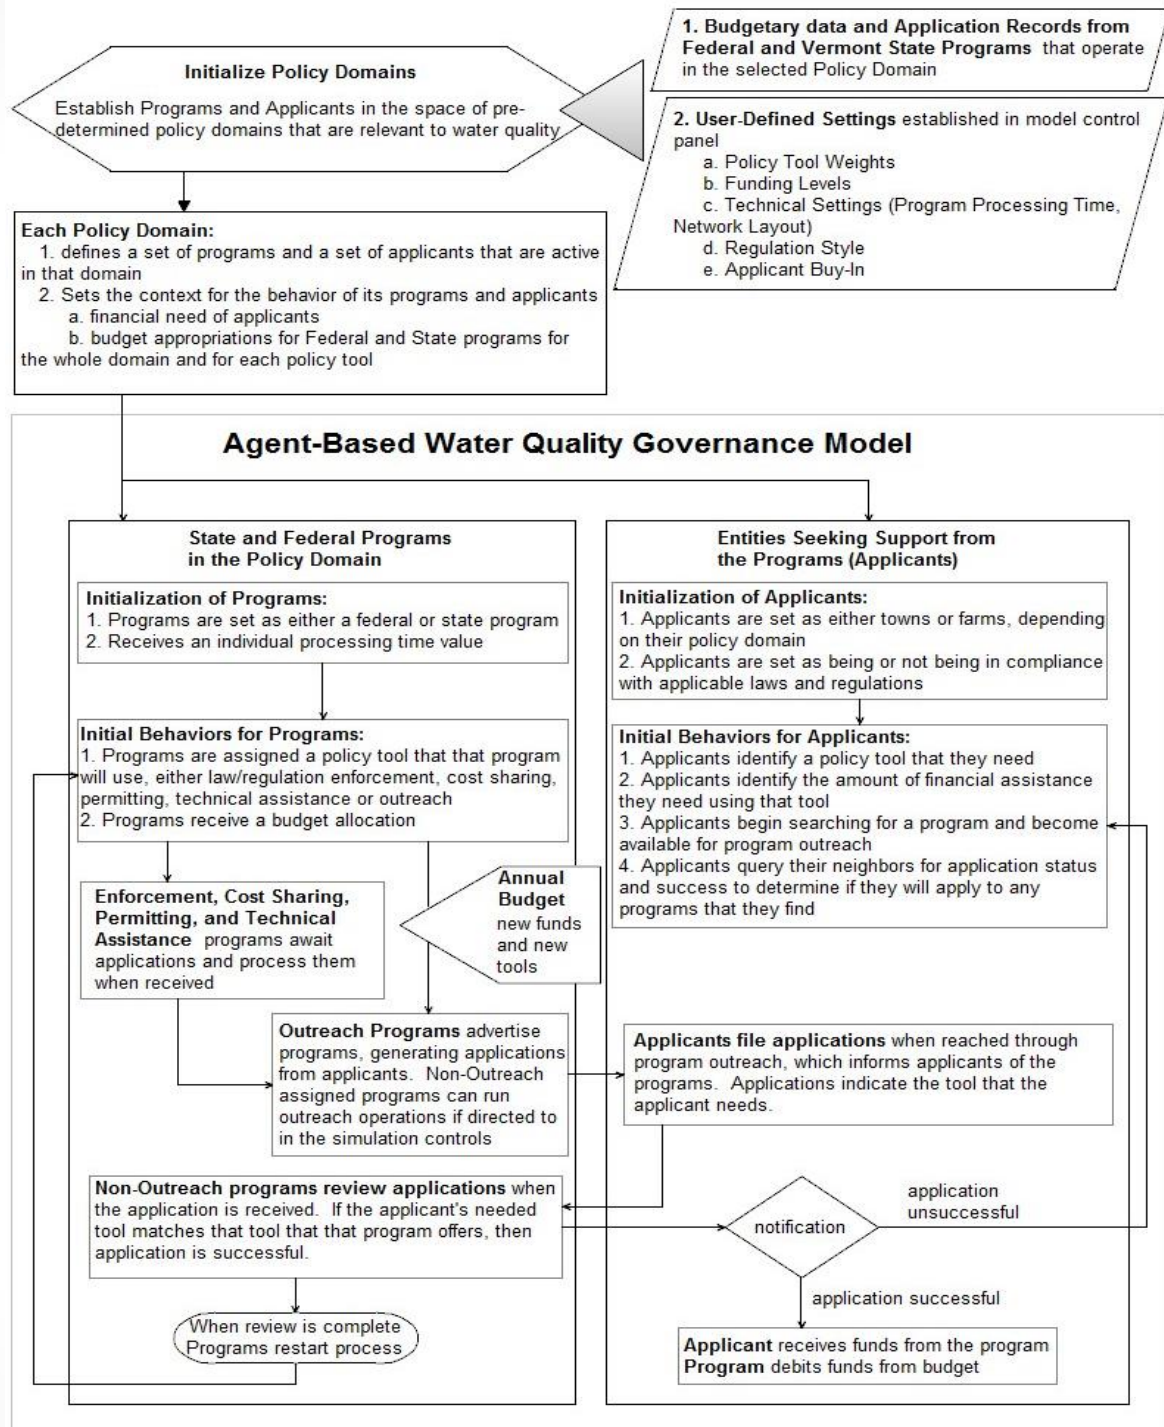 Initialize Policy Domains
Establish Programs and Applicants in the space of pre-
determined policy domains that are relevant to water quality
1. Budgetary data and Application Records from
Federal and Vermont State Programs that operate
in the selected Policy Domain
2. User-Defined Settings established in model control
panel
a. Policy Tool Weights
b. Funding Levels
c. Technical Settings (Program Processing Time,
Network Layout)
d. Regulation Style
e. Applicant Buy-In
Each Policy Domain:
1. defines a set of programs and a set of applicants that are active
in that domain
2. Sets the context for the behavior of its programs and applicants
a. financial need of applicants
b. budget appropriations for Federal and State programs for
the whole domain and for each policy tool
Agent-Based Water Quality Governance Model
State and Federal Programs
in the Policy Domain
Initialization of Programs:
1. Programs are set as either a federal or state program
2. Receives an individual processing time value
Initial Behaviors for Programs:
1. Programs are assigned a policy tool that that program
will use, either law/regulation enforcement, cost sharing,
permitting, technical assistance or outreach
2. Programs receive a budget allocation
Enforcement, Cost Sharing,
Permitting, and Technical
Assistance programs await
applications and process them
when received
Annual
Budget
new funds
and new
tools
Outreach Programs advertise
programs, generating applications
from applicants. Non-Outreach
assigned programs can run
outreach operations if directed to
in the simulation controls
Non-Outreach programs review applications when
the application is received. If the applicant's needed
tool matches that tool that that program offers, then
application is successful.
When review is complete
Programs restart process
Entities Seeking Support from
the Programs (Applicants)
Initialization of Applicants:
1. Applicants are set as either towns or farms, depending
on their policy domain
2. Applicants are set as being or not being in compliance
with applicable laws and regulations
Initial Behaviors for Applicants:
1. Applicants identify a policy tool that they need
2. Applicants identify the amount of financial assistance
they need using that tool
3. Applicants begin searching for a program and become
available for program outreach
4. Applicants query their neighbors for application status
and success to determine if they will apply to any
programs that they find
Applicants file applications when reached through
program outreach, which informs applicants of the
programs. Applications indicate the tool that the
applicant needs.
notification
application
unsuccessful
application successful
Applicant receives funds from the program
Program debits funds from budget